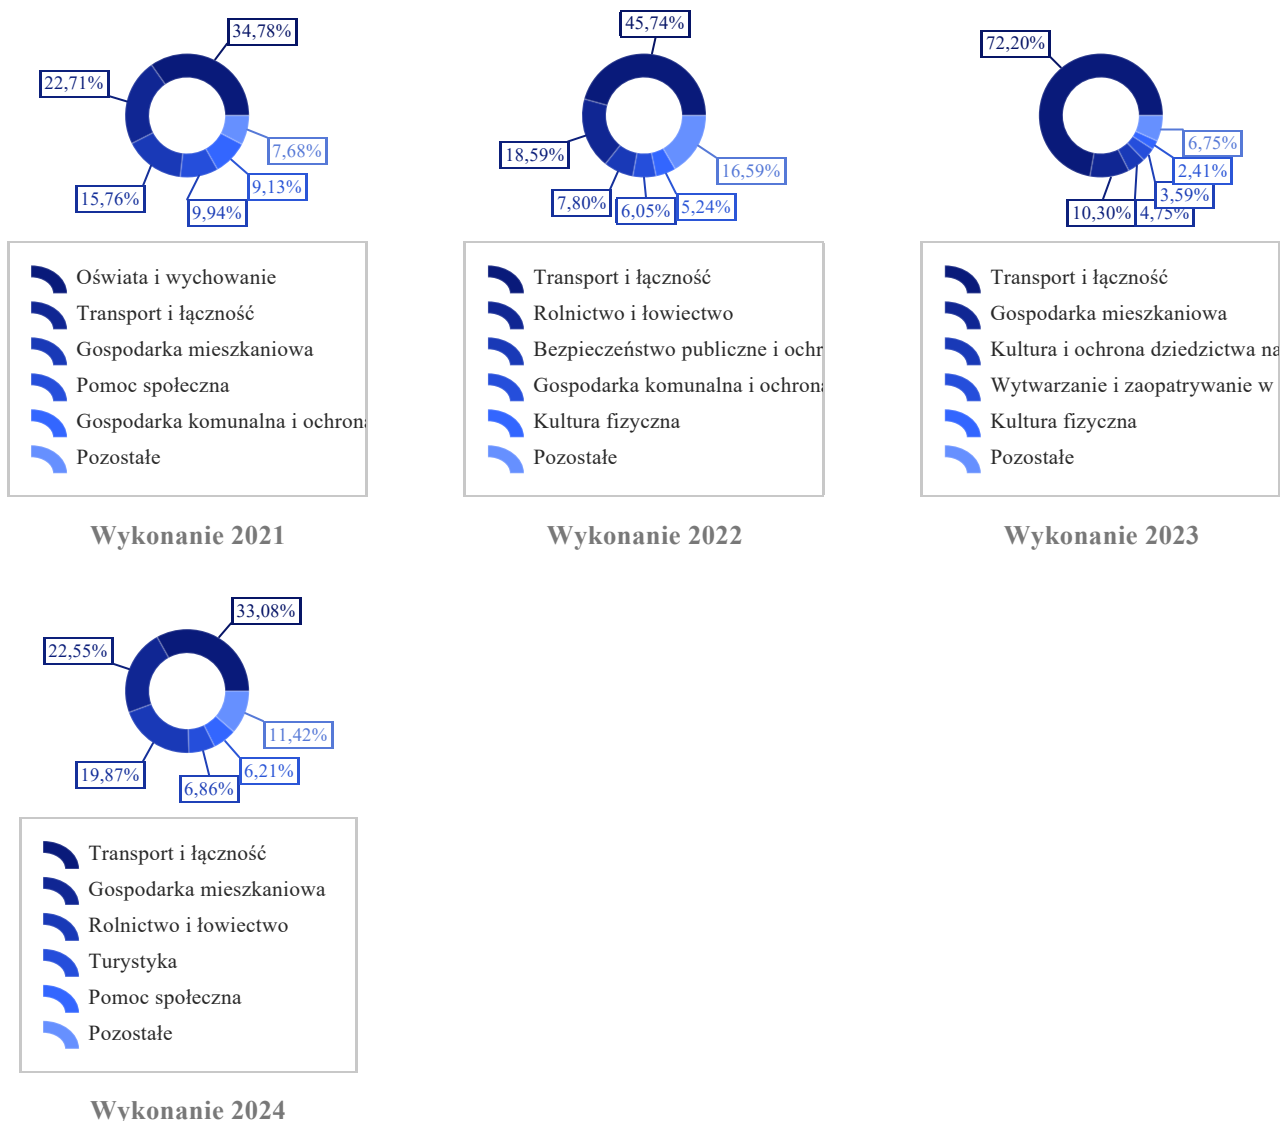 34,78%
22,71%
15,76%
9,94%
9,13%
7,68%
Oświata i wychowanie
Transport i łączność
Gospodarka mieszkaniowa
Pomoc społeczna
Gospodarka komunalna i ochrona
Pozostałe
Wykonanie 2021
45,74%
18,59%
7,80%
6,05%
5,24%
16,59%
Transport i łączność
Rolnictwo i łowiectwo
Bezpieczeństwo publiczne i ochr
Gospodarka komunalna i ochrona
Kultura fizyczna
Pozostałe
Wykonanie 2022
72,20%
10,30%
4,75%
3,59%
2,41%
6,75%
Transport i łączność
Gospodarka mieszkaniowa
Kultura i ochrona dziedzictwa na
Wytwarzanie i zaopatrywanie w
Kultura fizyczna
Pozostałe
Wykonanie 2023
33,08%
22,55%
19,87%
6,86%
6,21%
11,42%
Transport i łączność
Gospodarka mieszkaniowa
Rolnictwo i łowiectwo
Turystyka
Pomoc społeczna
Pozostałe
Wykonanie 2024